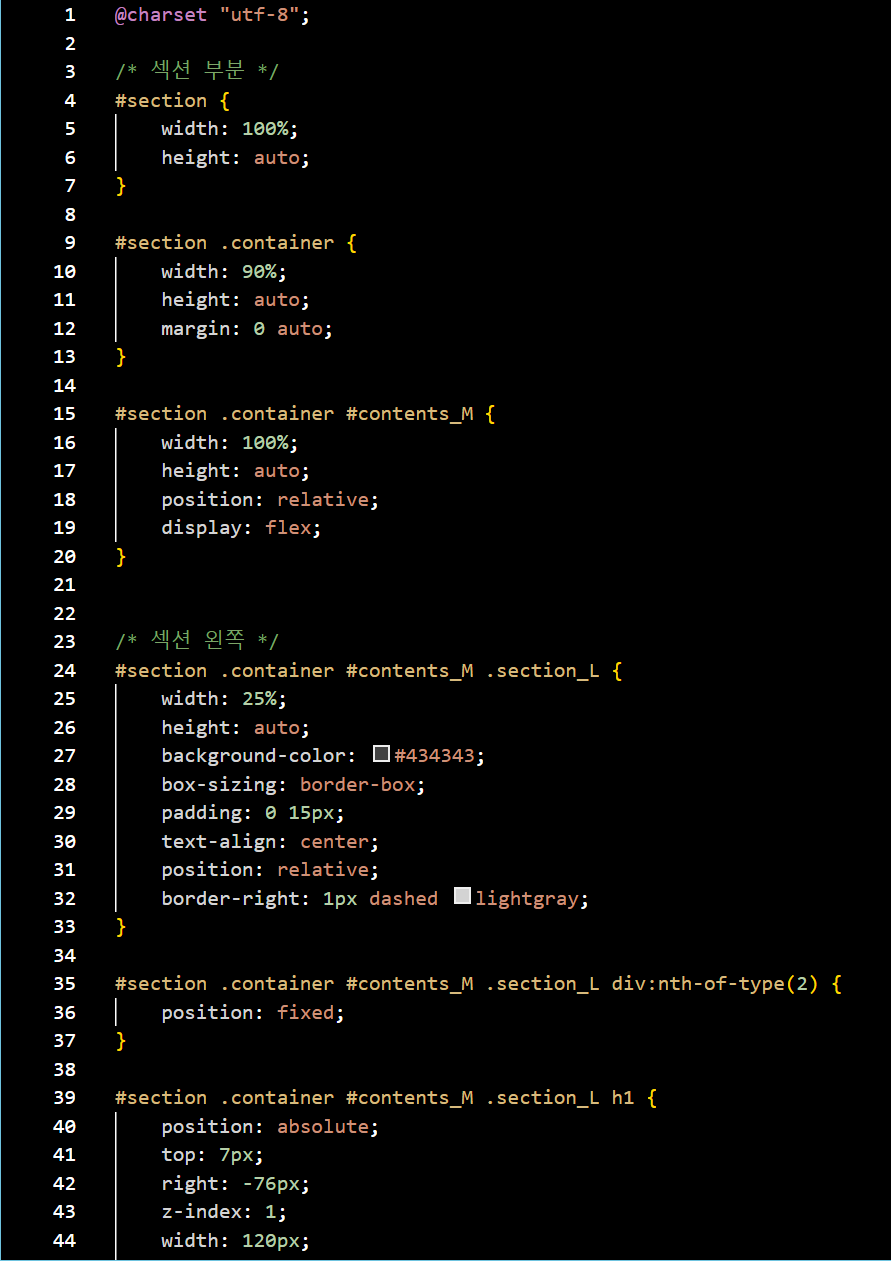 1 @charset "utf-8";
2
3 /* 섹션 부분 */
4 #section {
5 width: 100%;
6 height: auto;
7 }
8
9 #section .container {
10 width: 90%;
11 height: auto;
12 margin: 0 auto;
13 }
14
15 #section .container #contents_M {
16 width: 100%;
17 height: auto;
18 position: relative;
19 display: flex;
20 }
21
22
23 /* 섹션 왼쪽 */
24 #section .container #contents_M .section_L {
25 width: 25%;
26 height: auto;
27 background-color: #434343;
28 box-sizing: border-box;
29 padding: 0 15px;
30 text-align: center;
31 position: relative;
32 border-right: 1px dashed lightgray;
33 }
34
35 #section .container #contents_M .section_L div:nth-of-type(2) {
36 position: fixed;
37 }
38
39 #section .container #contents_M .section_L h1 {
40 position: absolute;
41 top: 7px;
42 right: -76px;
43 z-index: 1;
44 width: 120px;